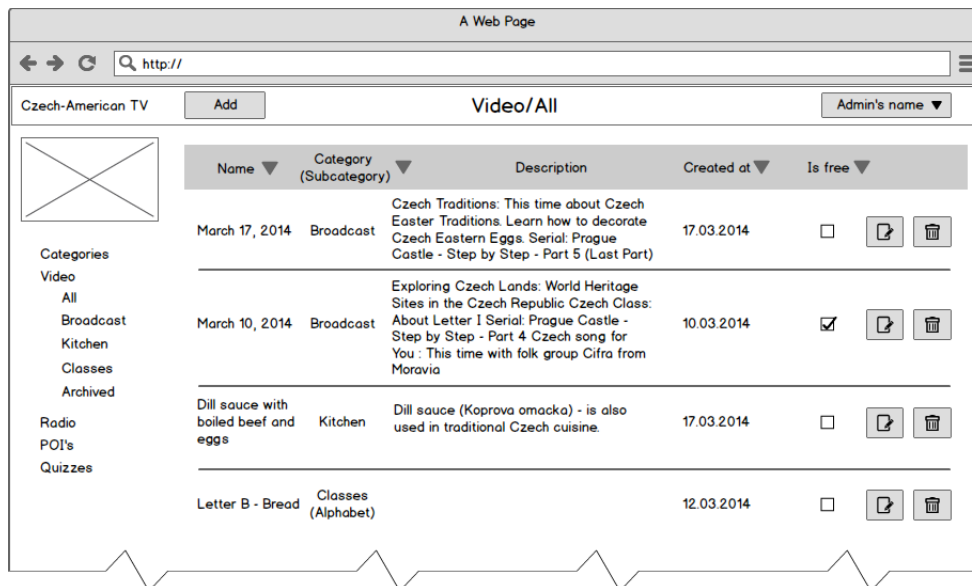 A Web Page
http://
Czech-American TV
Add
Video/All
Admin's name
Categories
Video
All
Broadcast
Kitchen
Classes
Archived
Radio
POI's
Quizzes
Name
Category
(Subcategory)
Description
Created at
Is free
March 17, 2014
Broadcast
Czech Traditions: This time about Czech
Easter Traditions. Learn how to decorate
Czech Eastern Eggs. Serial: Prague
Castle - Step by Step - Part 5 (Last Part)
17.03.2014
March 10, 2014
Broadcast
Exploring Czech Lands: World Heritage
Sites in the Czech Republic Czech Class:
About Letter I Serial: Prague Castle -
Step by Step - Part 4 Czech song for
You : This time with folk group Cifra from
Moravia
10.03.2014
Dill sauce with
boiled beef and
eggs
Kitchen
Dill sauce (Koprova omacka) - is also
used in traditional Czech cuisine.
17.03.2014
Letter B - Bread
Classes
(Alphabet)
12.03.2014